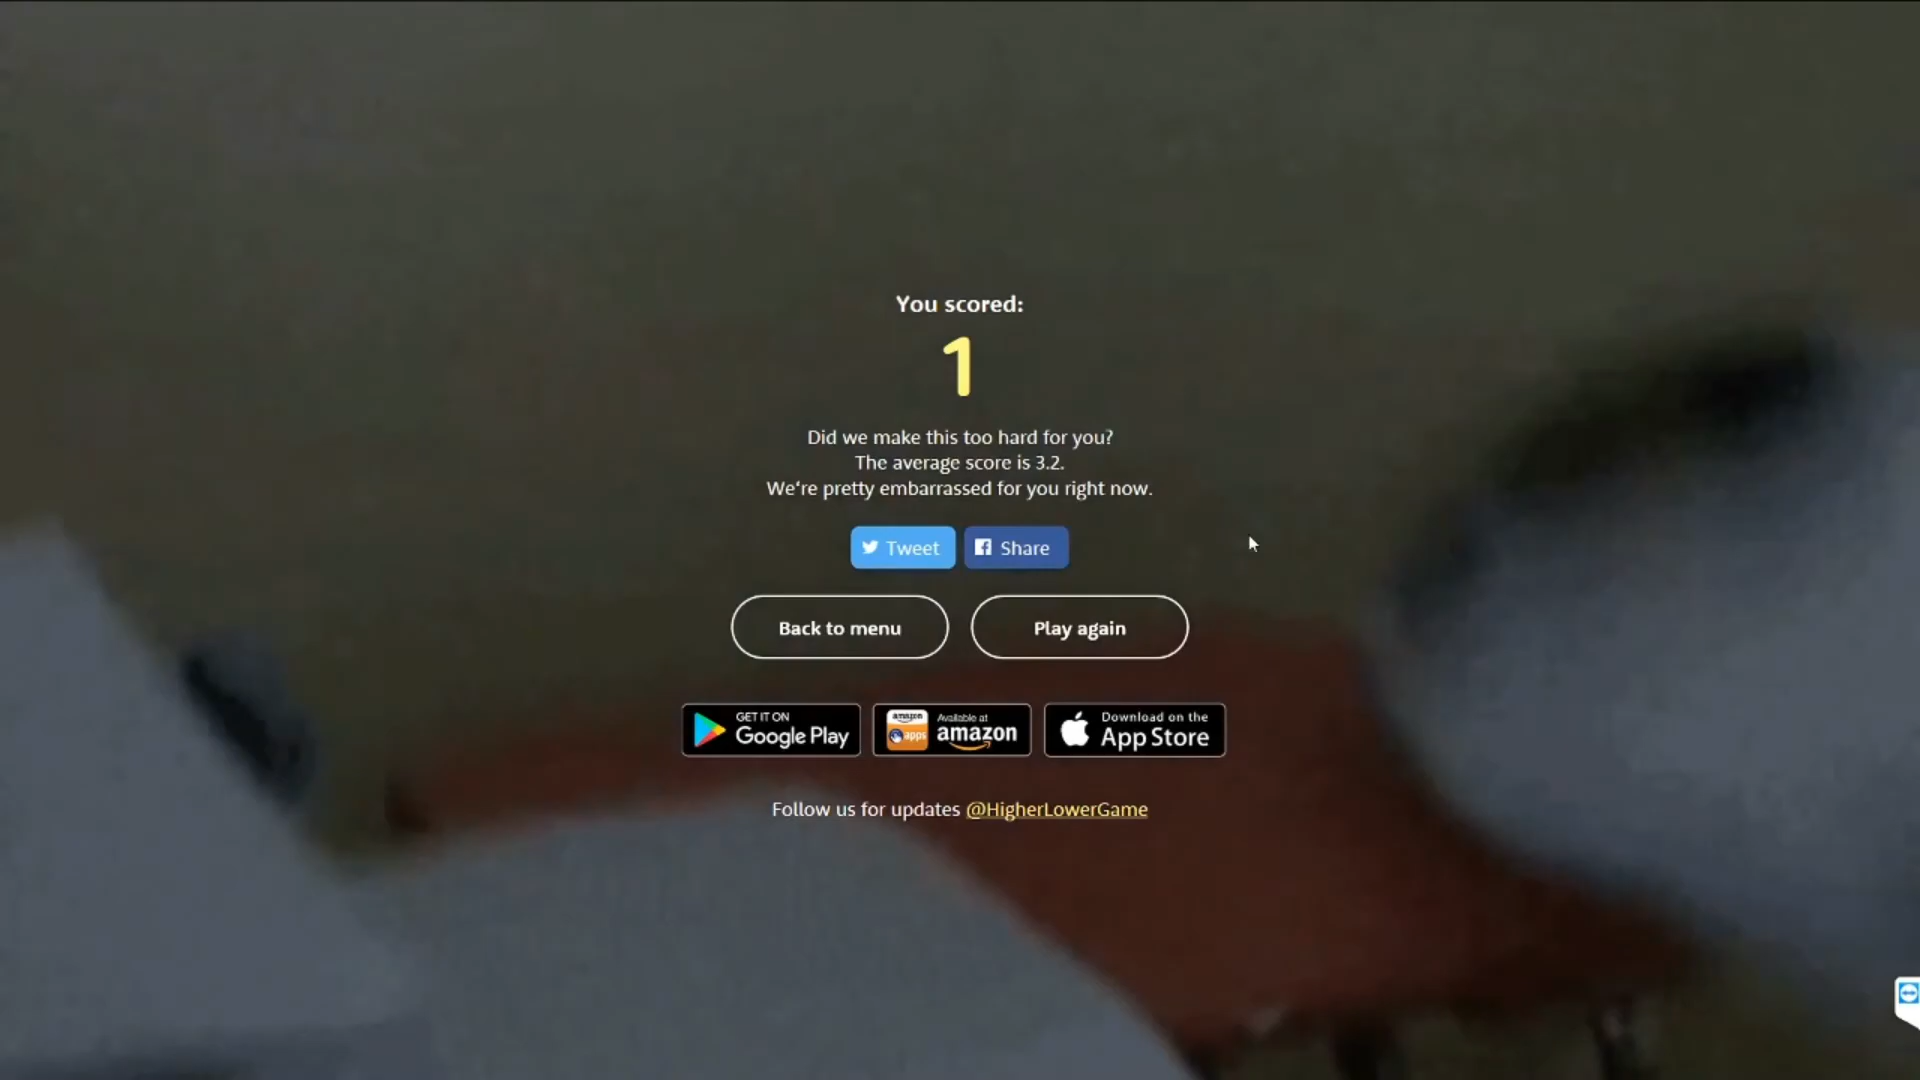 You scored:
1
Did we make this too hard for you?
The average score is 3.2.
We're pretty embarrassed for you right now.
Tweet Share
Back to menu Play again
GET IT ON
Google Play
amazon
apps
Available at
amazon
Download on the
App Store
Follow us for updates @HigherLowerGame